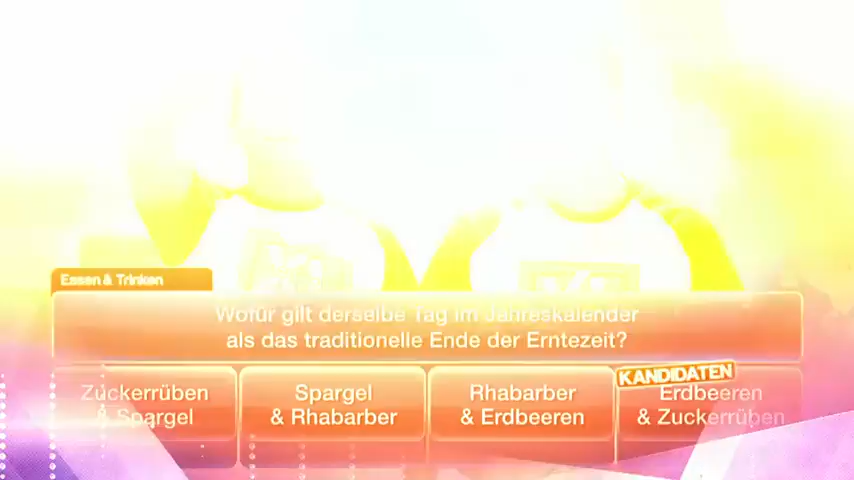 Essen & Trinken
Wofür gilt derselbe Tag im Jahreskalender
als das traditionelle Ende der Erntezeit?
KANDIDATEN
Zuckerrüben
& Spargel
Spargel
& Rhabarber
Rhabarber
& Erdbeeren
Erdbeeren
& Zuckerrüben